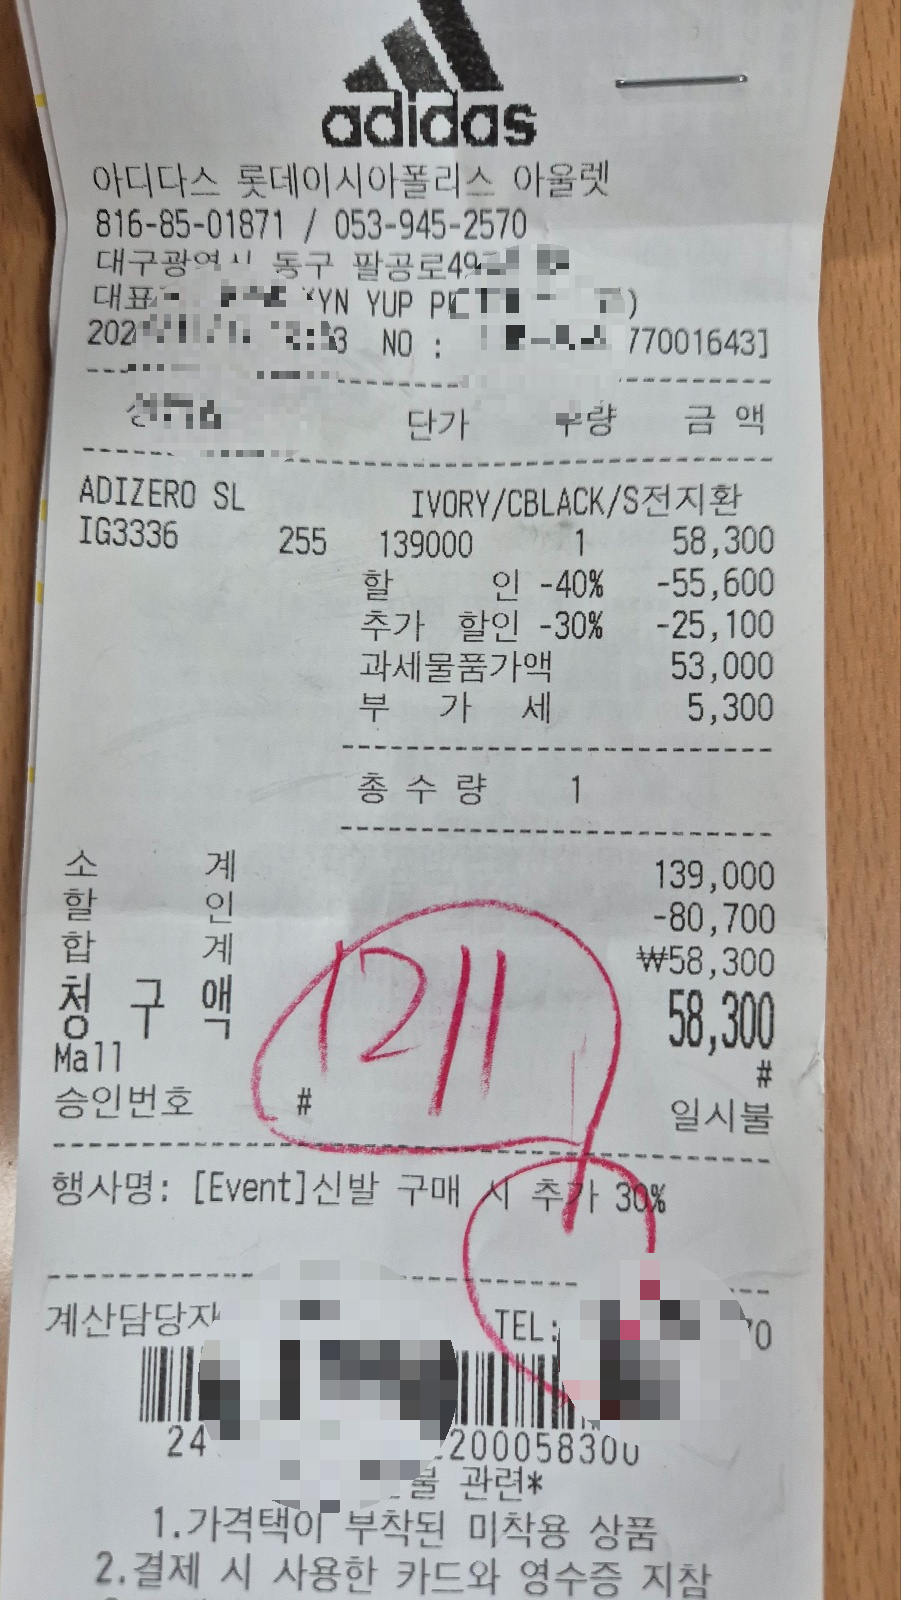 adidas
아디다스 롯데이시아폴리스 아울렛
816-85-01871 / 053-945-2570
대구광역시 동구 팔공로49
대표 YN YUP
202 3 NO : 77001643]
단가 수량 금 액
ADIZERO SL IVORY/CBLACK/S전지환
IG3336 255 139000 1 58,300
할 인 -40% -55,600
추가 할인 -30% -25,100
과세물품가액 53,000
부 가 세 5,300
총 수 량 1
소 계 139,000
할 인 -80,700
합 계 ₩58,300
청 구 액 58,300
Mall #
승인번호 # 일시불
1211
행사명: [Event]신발 구매 시 추가 30%
계산담당자 TEL: 70
24 20005830
불 관련*
1.가격택이 부착된 미착용 상품
2.결제 시 사용한 카드와 영수증 지참